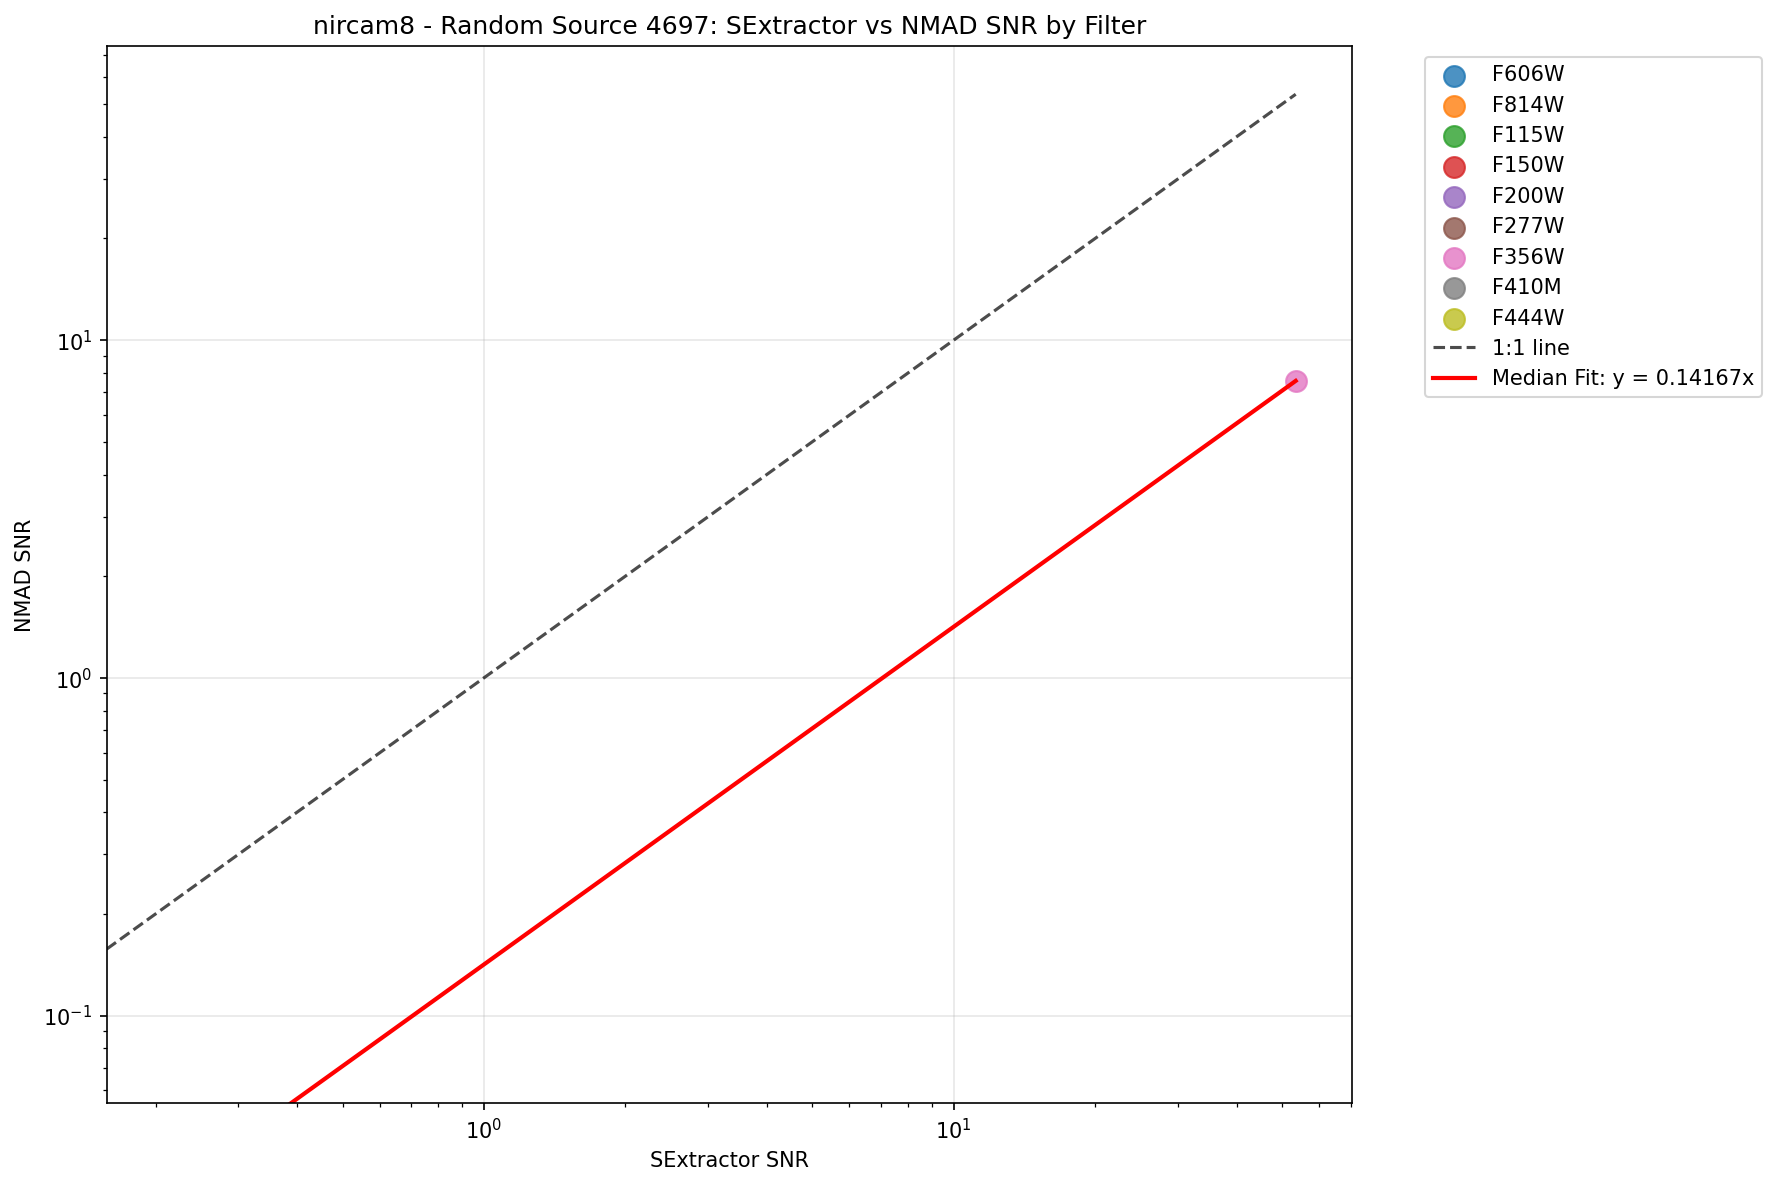 nircam8 - Random Source 4697: SExtractor vs NMAD SNR by Filter
F606W
F814W
F115W
F150W
F200W
F277W
F356W
F410M
F444W
1:1 line
Median Fit: y = 0.14167x
NMAD SNR
10¹
10⁰
10⁻¹
10⁰
10¹
SExtractor SNR